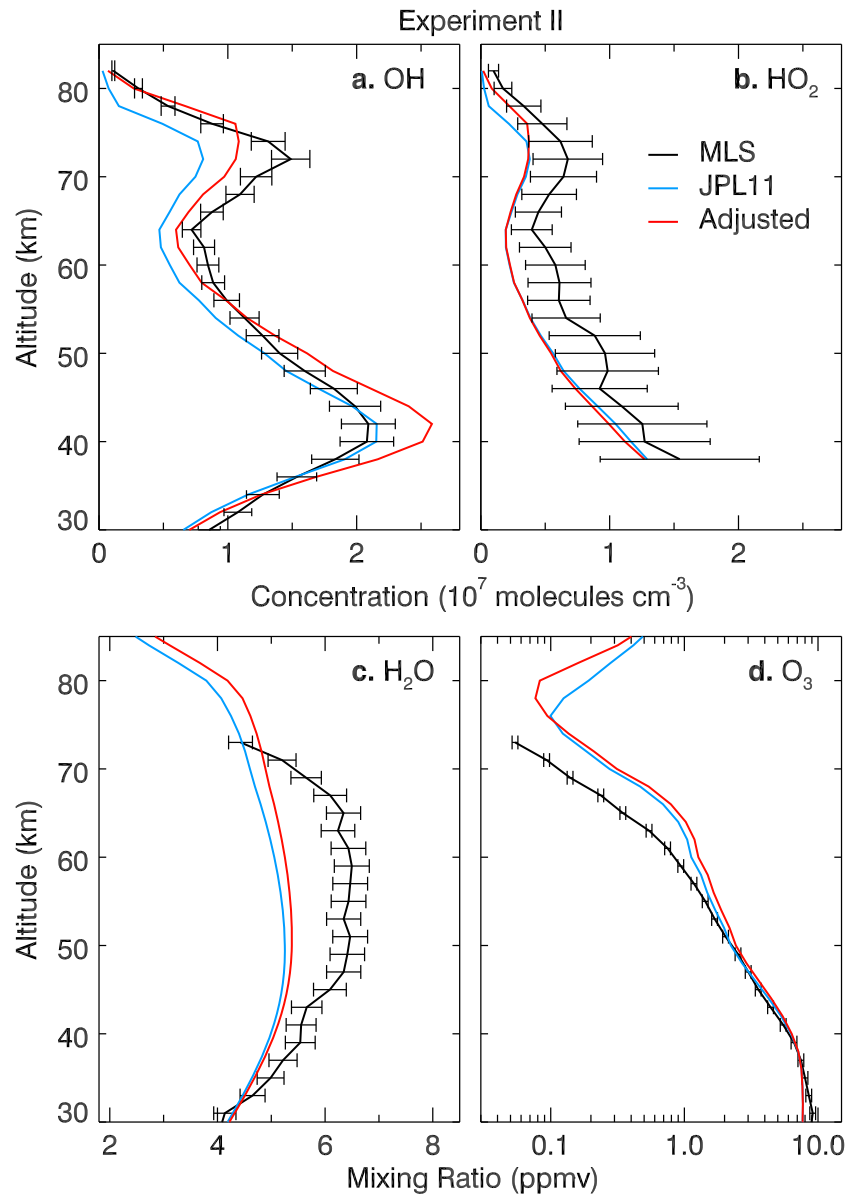 Experiment II
a. OH
b. HO₂
MLS
JPL11
Adjusted
Altitude (km)
80
70
60
50
40
30
0 1 2
0 1 2
Concentration (10⁷ molecules cm⁻³)
c. H₂O
d. O₃
Altitude (km)
80
70
60
50
40
30
2 4 6 8
0.1 1.0 10.0
Mixing Ratio (ppmv)